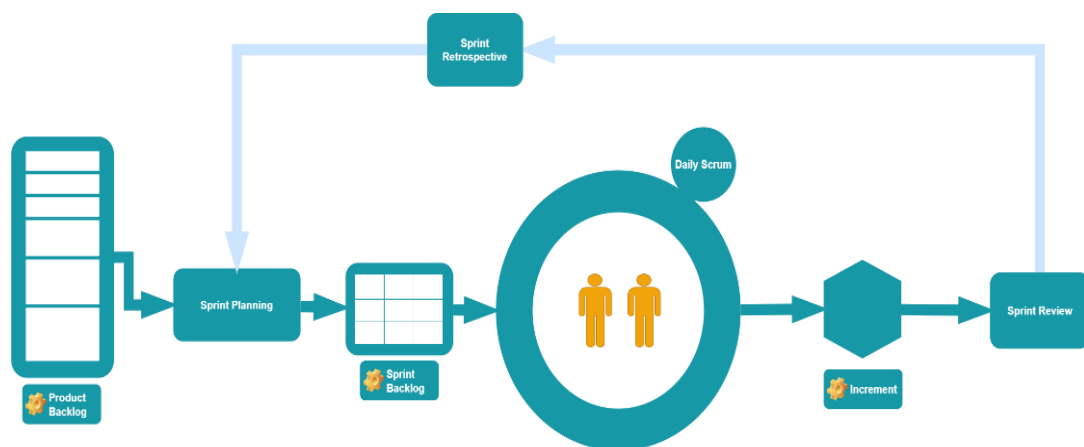 Sprint
Retrospective
Daily Scrum
Sprint Planning
Sprint Review
Sprint
Backlog
Increment
Product
Backlog